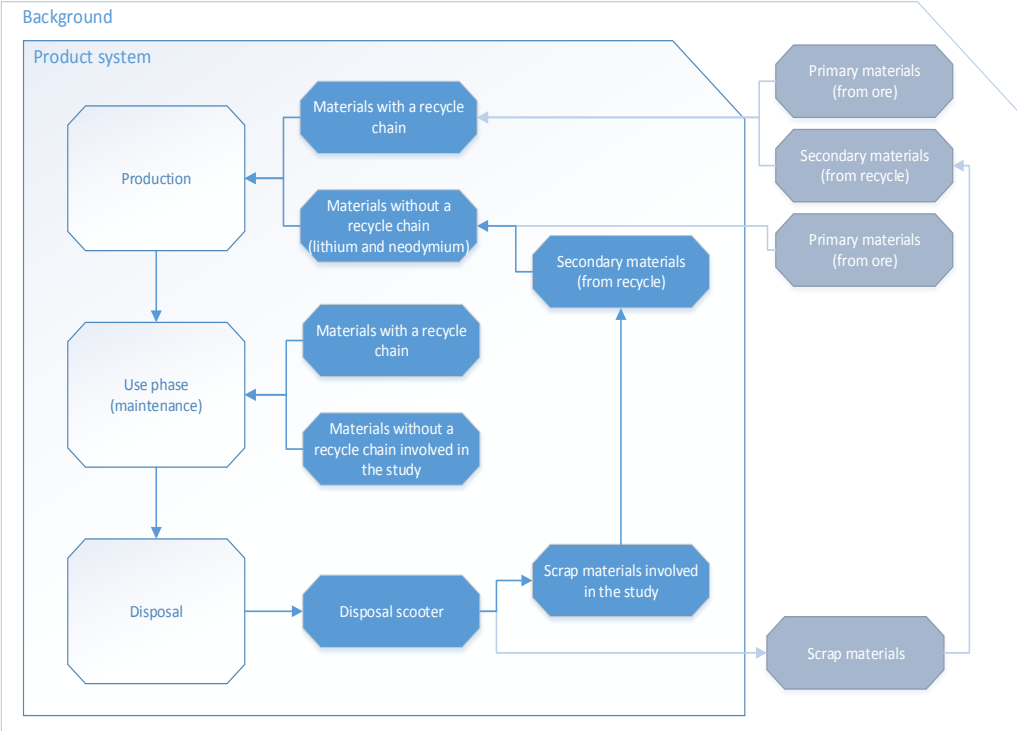 Background
Product system
Production
Materials with a recycle
chain
Materials without a
recycle chain
(lithium and neodymium)
Primary materials
(from ore)
Secondary materials
(from recycle)
Primary materials
(from ore)
Secondary materials
(from recycle)
Use phase
(maintenance)
Materials with a recycle
chain
Materials without a
recycle chain involved in
the study
Disposal
Disposal scooter
Scrap materials involved
in the study
Scrap materials